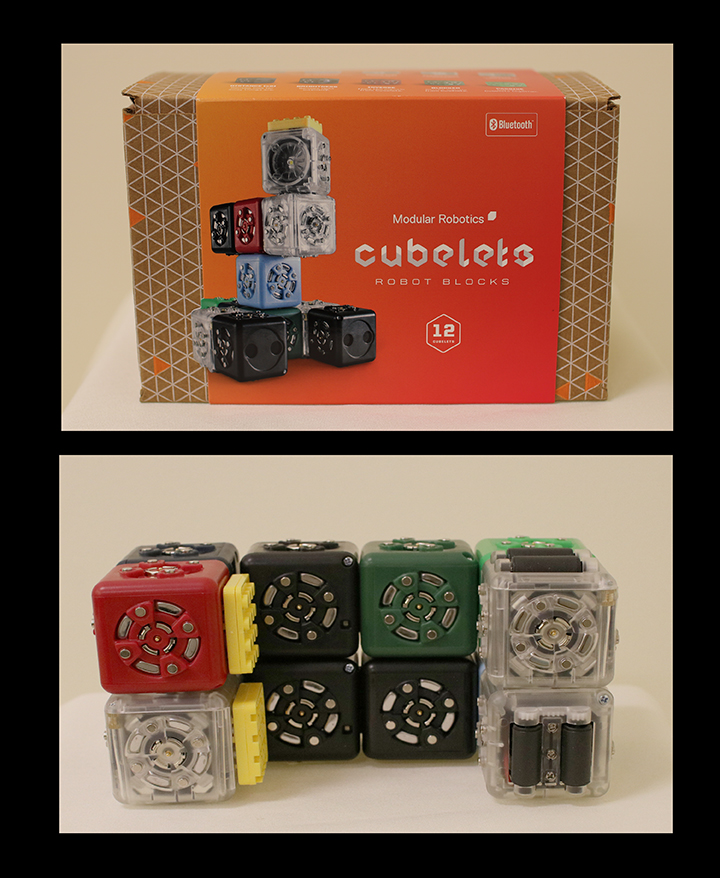 Bluetooth
Modular Robotics
cubelets
ROBOT BLOCKS
12
CUBELETS